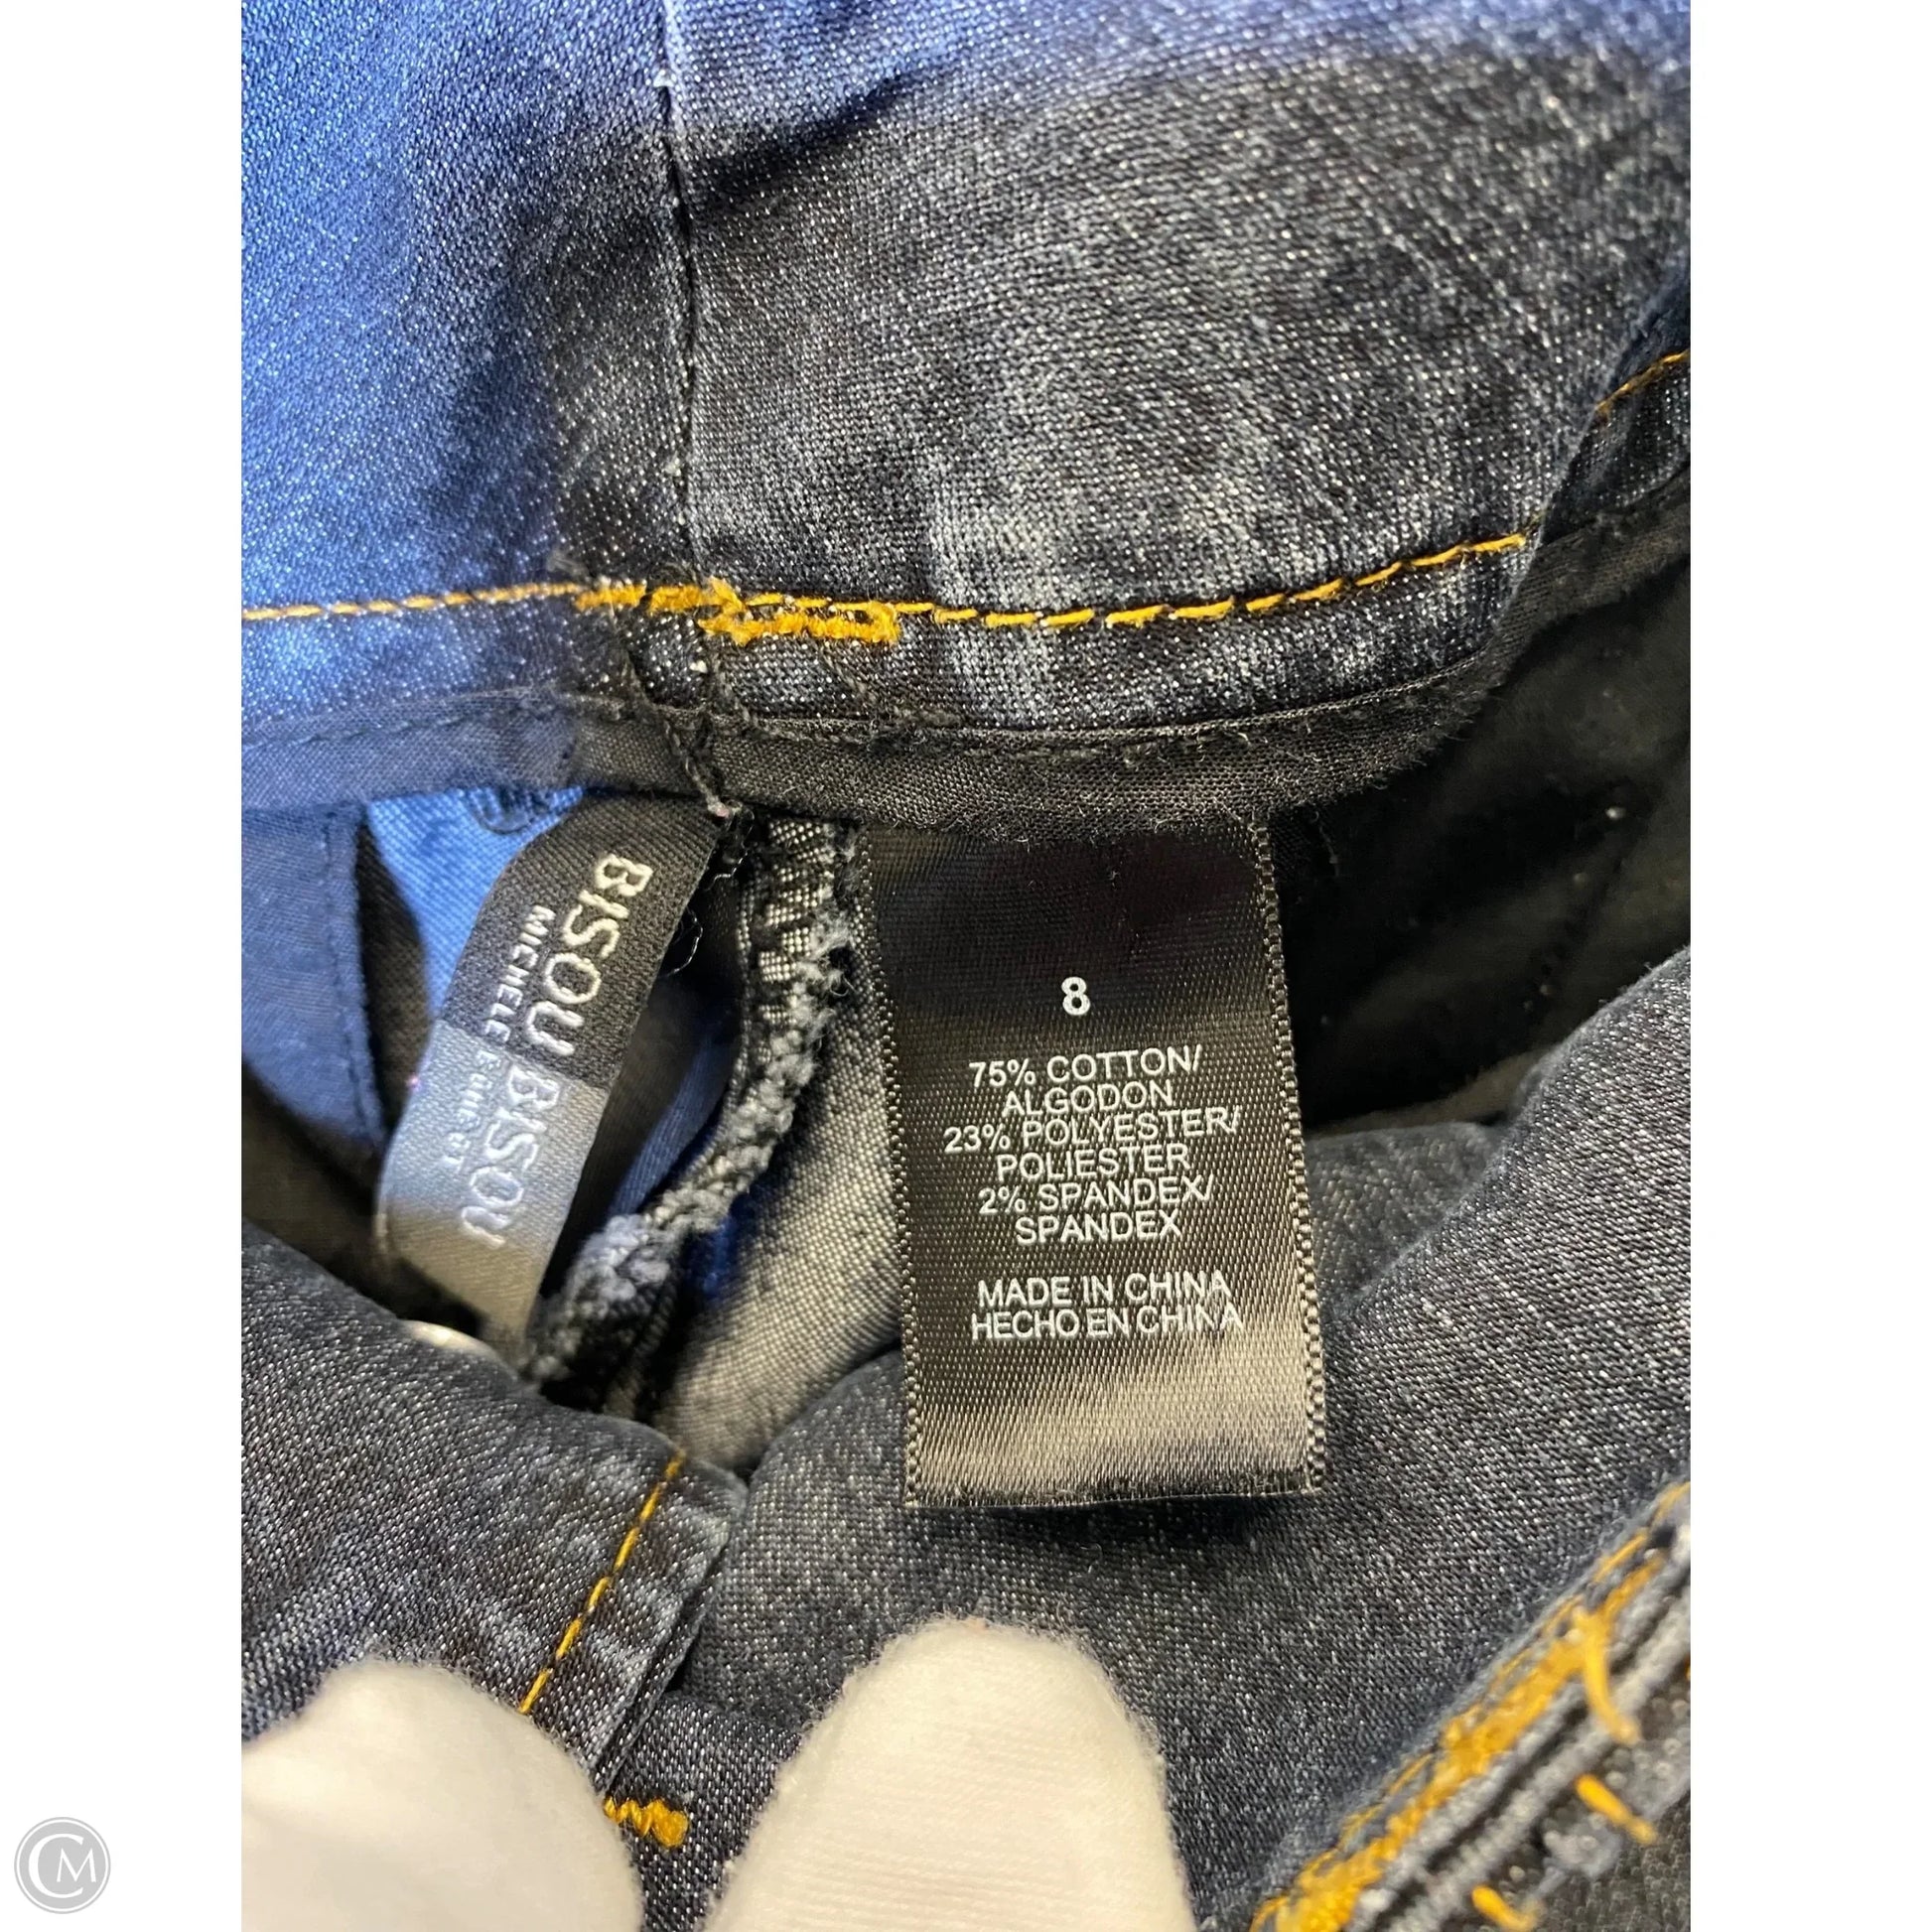 BISOU BISOU
MICHELE BOHBOT
8
75% COTTON/
ALGODON
23% POLYESTER/
POLIESTER
2% SPANDEX/
SPANDEX
MADE IN CHINA
HECHO EN CHINA
CM